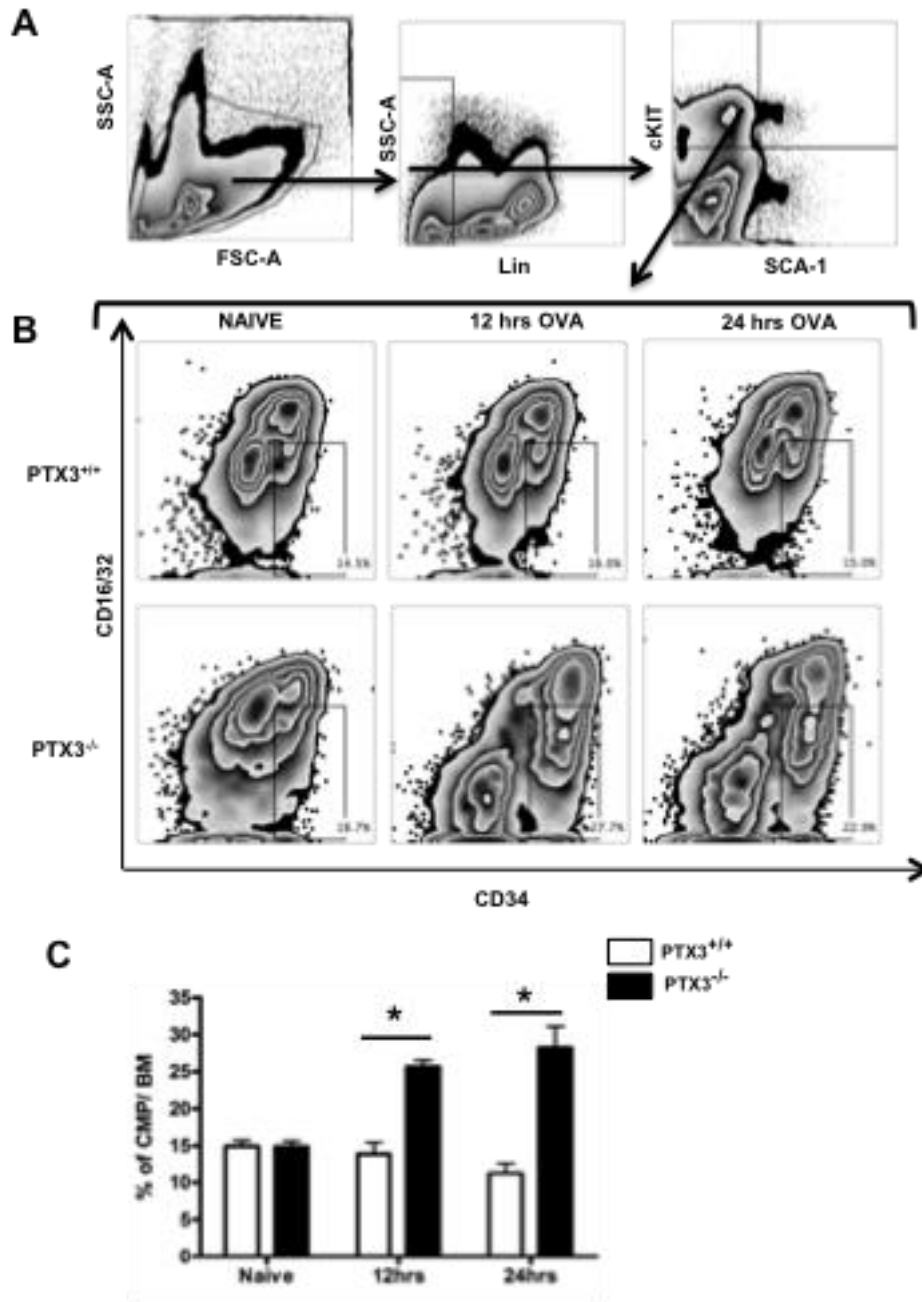 A
SSC-A
FSC-A
SSC-A
Lin
cKIT
SCA-1
B
NAIVE
12 hrs OVA
24 hrs OVA
PTX3+/+
PTX3-/-
CD16/32
CD34
C
PTX3+/+
PTX3-/-
% of CMP/ BM
35
30
25
20
15
10
5
0
*
*
Naive
12hrs
24hrs